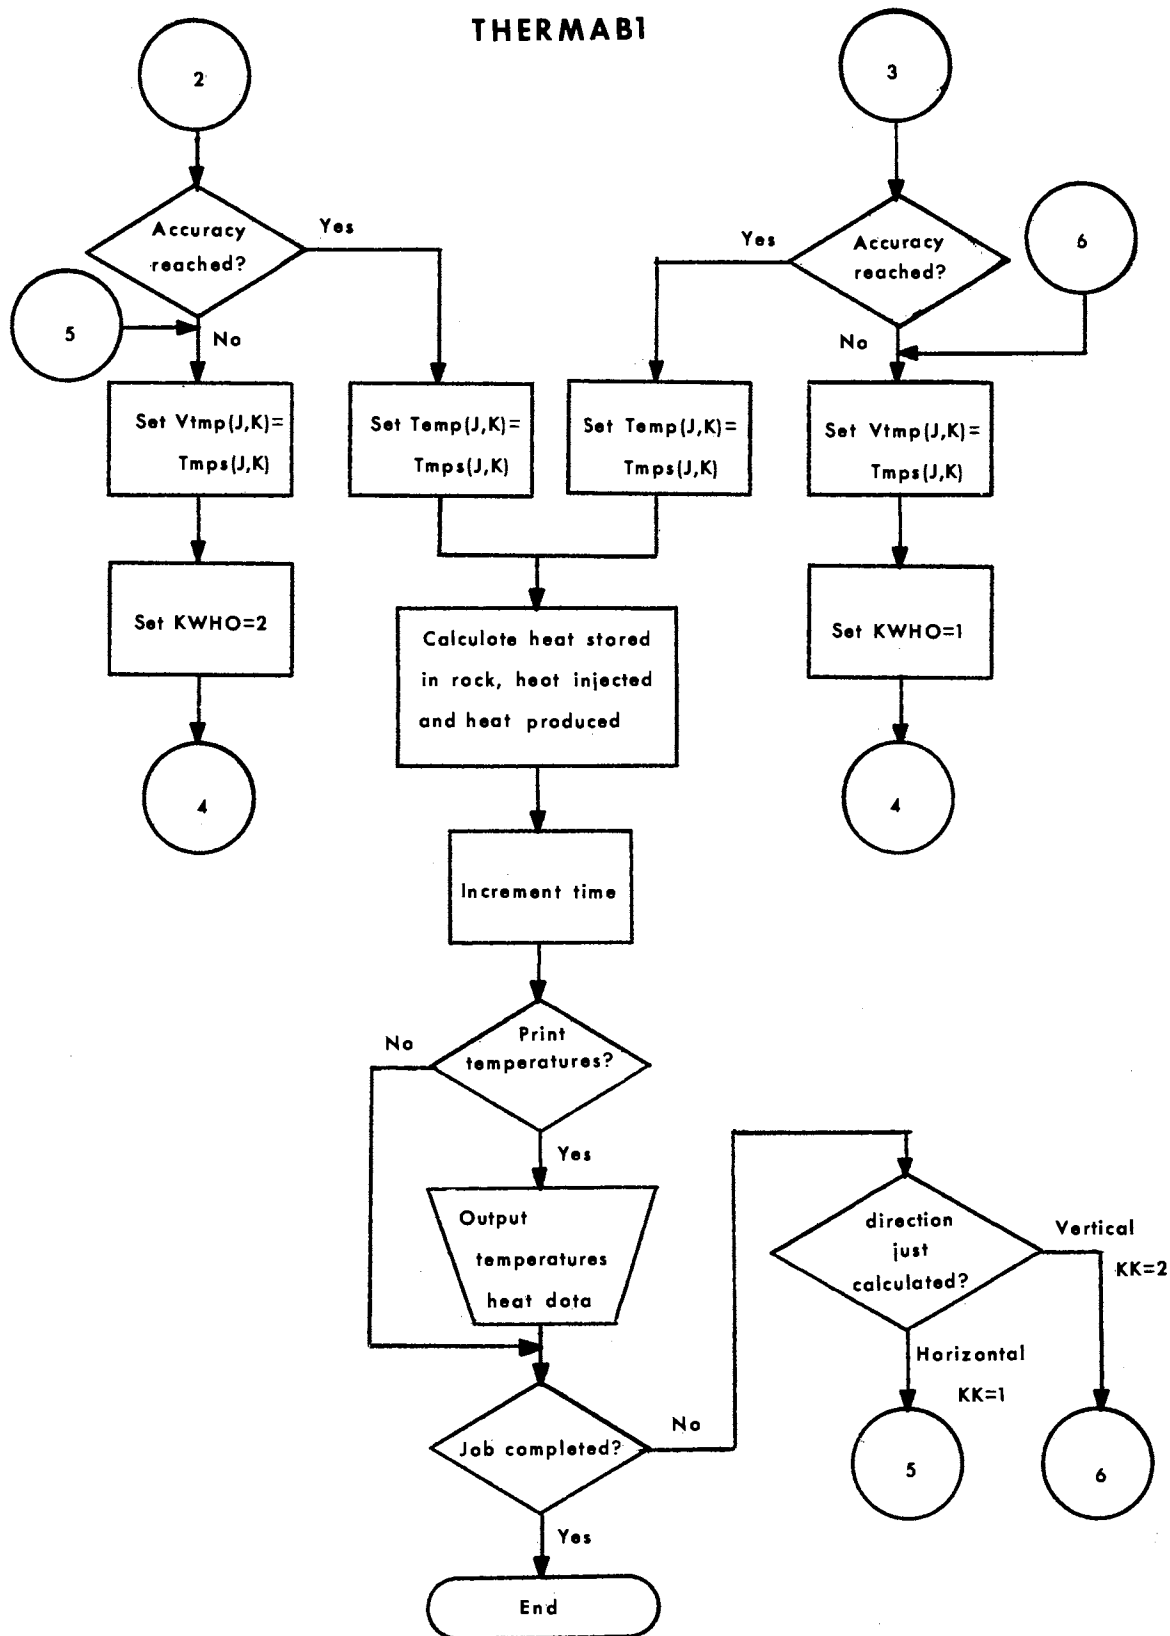 THERMAB1
2
3
Accuracy
reached?
Yes
Yes
Accuracy
reached?
6
5
No
No
Set Vtmp(J,K)=
Tmps(J,K)
Set Temp(J,K)=
Tmps(J,K)
Set Temp(J,K)=
Tmps(J,K)
Set Vtmp(J,K)=
Tmps(J,K)
Set KWHO=2
Calculate heat stored
in rock, heat injected
and heat produced
Set KWHO=1
4
4
Increment time
Print
temperatures?
No
Yes
Output
temperatures
heat data
direction
just
calculated?
Vertical
KK=2
Horizontal
KK=1
Job completed?
No
5
6
Yes
End